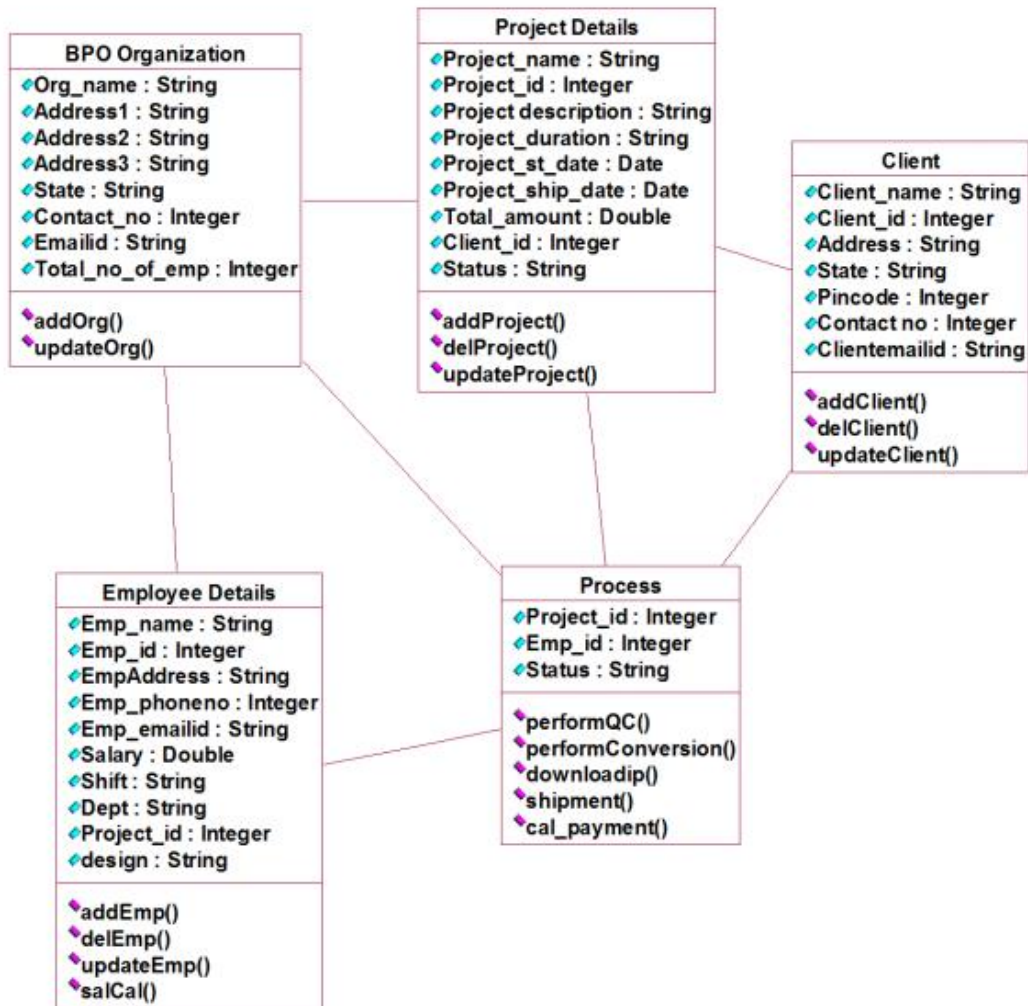 BPO Organization
Org_name : String
Address1 : String
Address2 : String
Address3 : String
State : String
Contact_no : Integer
Emailid : String
Total_no_of_emp : Integer
addOrg()
updateOrg()
Project Details
Project_name : String
Project_id : Integer
Project description : String
Project_duration : String
Project_st_date : Date
Project_ship_date : Date
Total_amount : Double
Client_id : Integer
Status : String
addProject()
delProject()
updateProject()
Client
Client_name : String
Client_id : Integer
Address : String
State : String
Pincode : Integer
Contact no : Integer
Clientemailid : String
addClient()
delClient()
updateClient()
Employee Details
Emp_name : String
Emp_id : Integer
EmpAddress : String
Emp_phoneno : Integer
Emp_emailid : String
Salary : Double
Shift : String
Dept : String
Project_id : Integer
design : String
addEmp()
delEmp()
updateEmp()
salCal()
Process
Project_id : Integer
Emp_id : Integer
Status : String
performQC()
performConversion()
downloadip()
shipment()
cal_payment()